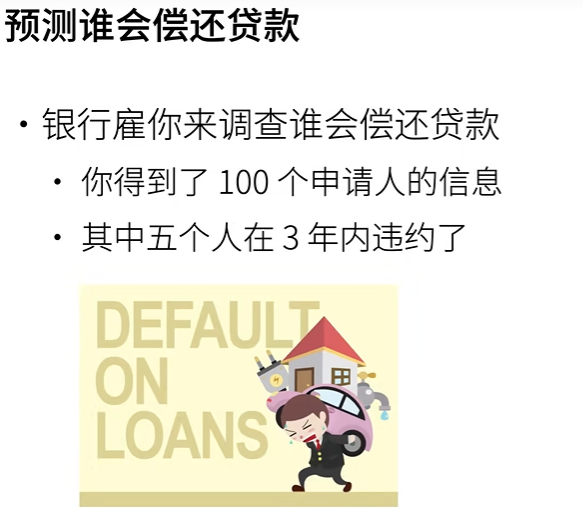 预测谁会偿还贷款
• 银行雇你来调查谁会偿还贷款
• 你得到了 100 个申请人的信息
• 其中五个人在 3 年内违约了
DEFAULT
ON
LOANS